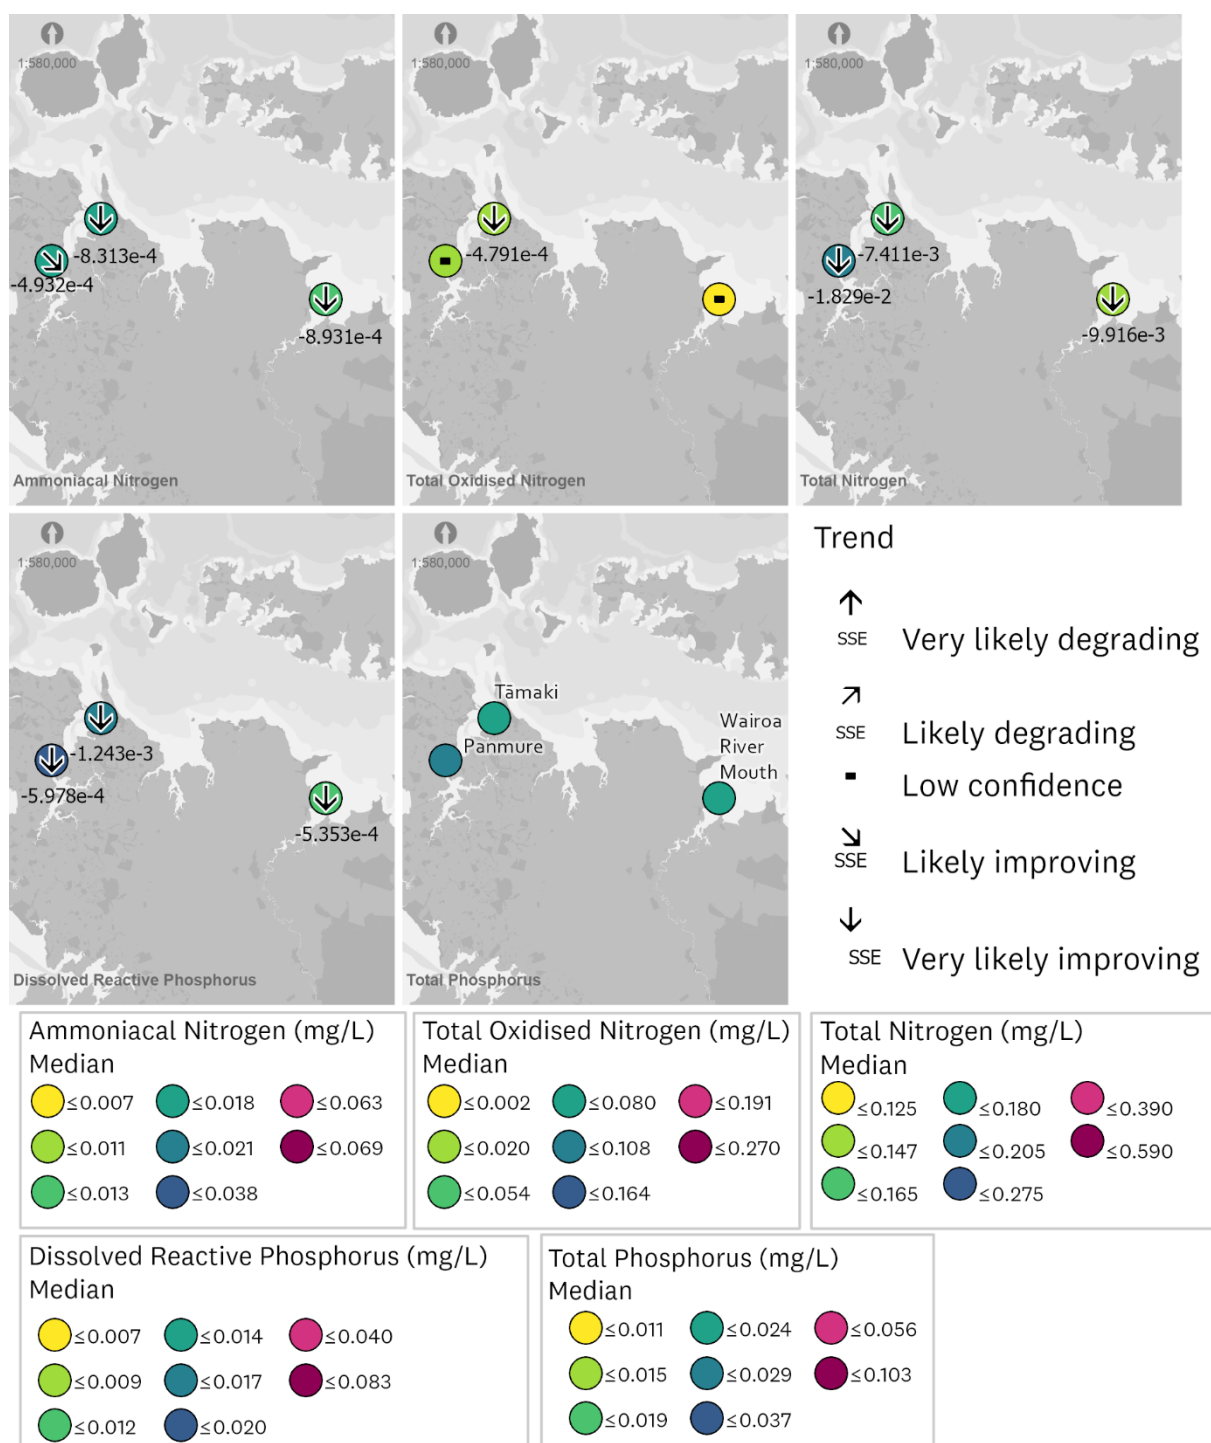 1:580,000
-8.313e-4
-4.932e-4
-8.931e-4
Ammoniacal Nitrogen
1:580,000
-4.791e-4
Total Oxidised Nitrogen
1:580,000
-7.411e-3
-1.829e-2
-9.916e-3
Total Nitrogen
1:580,000
-1.243e-3
-5.978e-4
-5.353e-4
Dissolved Reactive Phosphorus
1:580,000
Tāmaki
Panmure
Wairoa
River
Mouth
Total Phosphorus
Trend
SSE Very likely degrading
SSE Likely degrading
Low confidence
SSE Likely improving
SSE Very likely improving
Ammoniacal Nitrogen (mg/L)
Median
≤0.007 ≤0.018 ≤0.063
≤0.011 ≤0.021 ≤0.069
≤0.013 ≤0.038
Total Oxidised Nitrogen (mg/L)
Median
≤0.002 ≤0.080 ≤0.191
≤0.020 ≤0.108 ≤0.270
≤0.054 ≤0.164
Total Nitrogen (mg/L)
Median
≤0.125 ≤0.180 ≤0.390
≤0.147 ≤0.205 ≤0.590
≤0.165 ≤0.275
Dissolved Reactive Phosphorus (mg/L)
Median
≤0.007 ≤0.014 ≤0.040
≤0.009 ≤0.017 ≤0.083
≤0.012 ≤0.020
Total Phosphorus (mg/L)
Median
≤0.011 ≤0.024 ≤0.056
≤0.015 ≤0.029 ≤0.103
≤0.019 ≤0.037